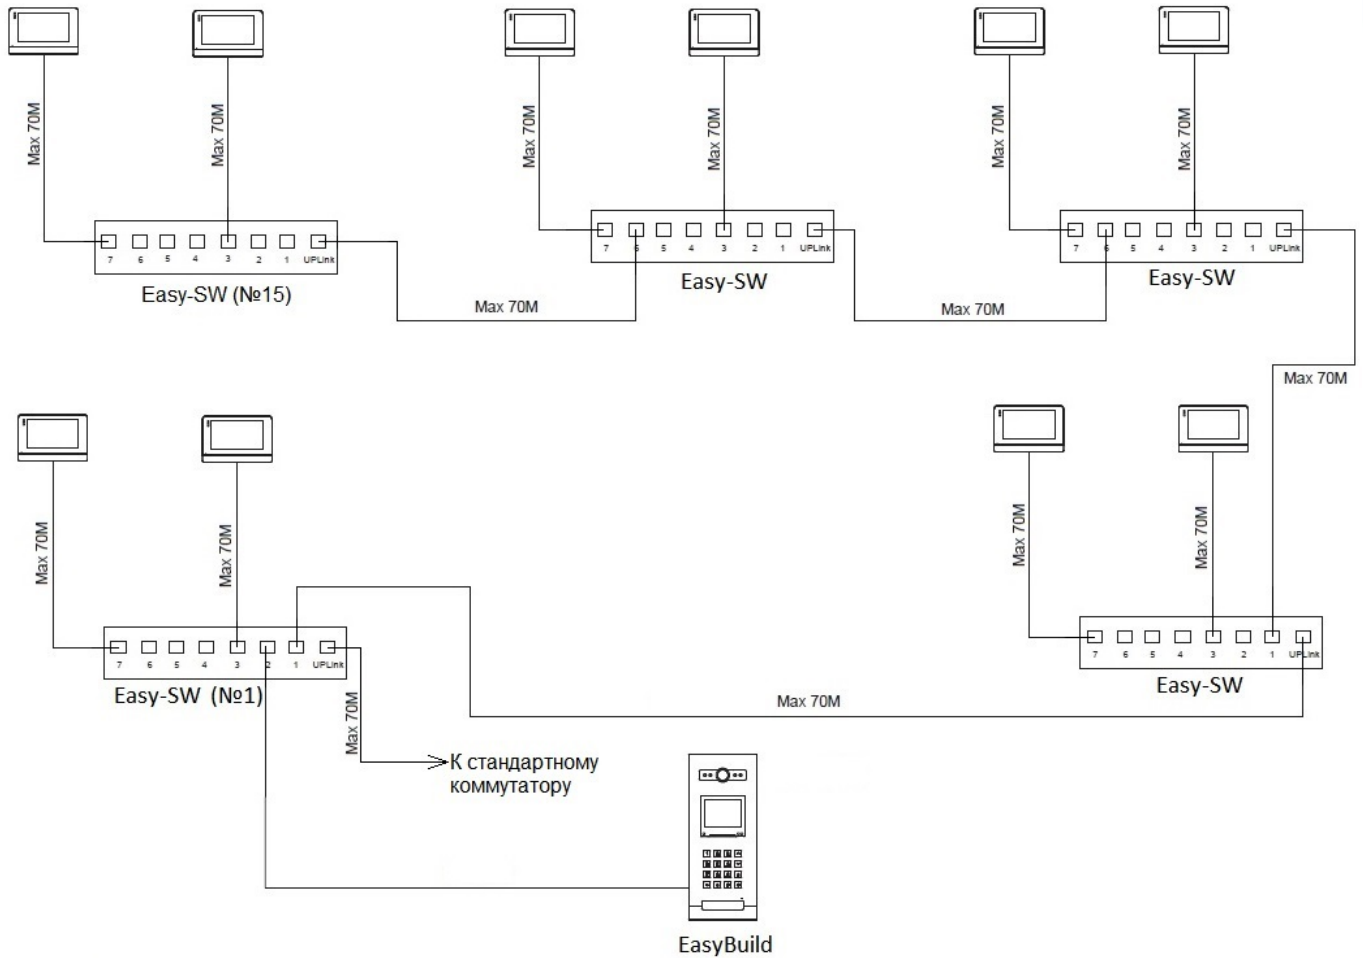 Max 70M
Max 70M
Max 70M
Max 70M
Max 70M
Max 70M
7 6 5 4 3 2 1 UPLink
Easy-SW (№15)
7 6 5 4 3 2 1 UPLink
Easy-SW
7 6 5 4 3 2 1 UPLink
Easy-SW
Max 70M
Max 70M
Max 70M
Max 70M
Max 70M
Max 70M
Max 70M
7 6 5 4 3 2 1 UPLink
Easy-SW (№1)
7 6 5 4 3 2 1 UPLink
Easy-SW
Max 70M
Max 70M
К стандартному
коммутатору
EasyBuild